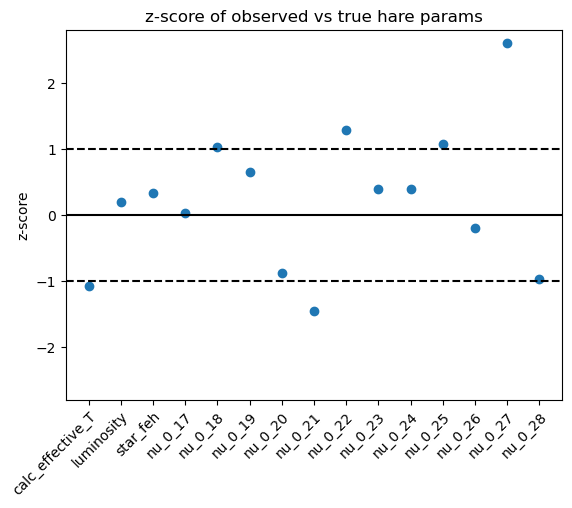 z-score of observed vs true hare params
z-score
2
1
0
−1
−2
calc_effective_T
luminosity
star_feh
nu_0_17
nu_0_18
nu_0_19
nu_0_20
nu_0_21
nu_0_22
nu_0_23
nu_0_24
nu_0_25
nu_0_26
nu_0_27
nu_0_28